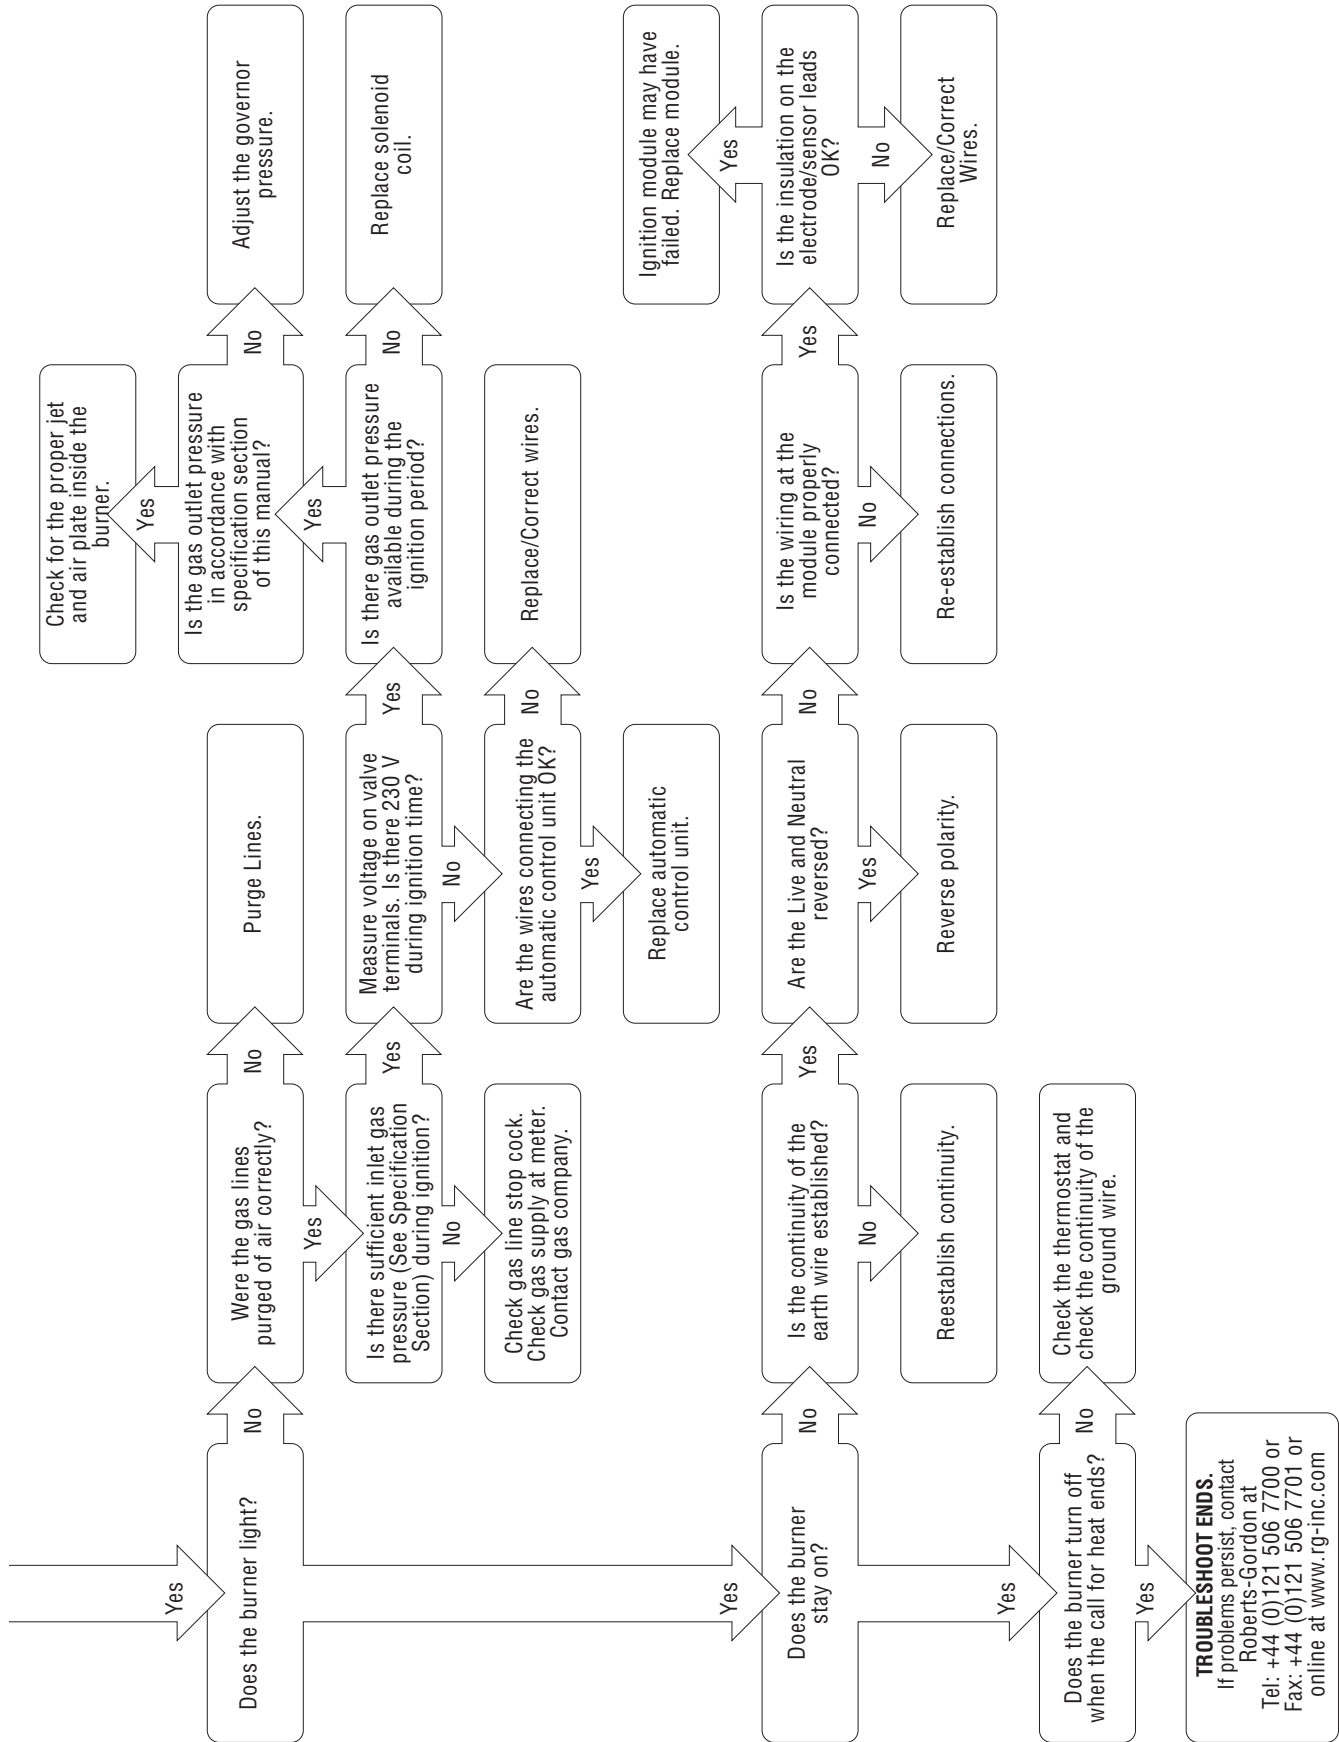 Yes
Does the burner light?
No
Were the gas lines
purged of air correctly?
No
Purge Lines.
Yes
Is there sufficient inlet gas
pressure (See Specification
Section) during ignition?
No
Check gas line stop cock.
Check gas supply at meter.
Contact gas company.
Yes
Measure voltage on valve
terminals. Is there 230 V
during ignition time?
No
Are the wires connecting the
automatic control unit OK?
No
Replace/Correct wires.
Yes
Replace automatic
control unit.
Yes
Is there gas outlet pressure
available during the
ignition period?
No
Replace solenoid
coil.
Yes
Is the gas outlet pressure
in accordance with
specification section
of this manual?
No
Adjust the governor
pressure.
Yes
Check for the proper jet
and air plate inside the
burner.
Yes
Does the burner
stay on?
No
Is the continuity of the
earth wire established?
No
Reestablish continuity.
Yes
Are the Live and Neutral
reversed?
Yes
Reverse polarity.
No
Is the wiring at the
module properly
connected?
No
Re-establish connections.
Yes
Is the insulation on the
electrode/sensor leads
OK?
Yes
Ignition module may have
failed. Replace module.
No
Replace/Correct
Wires.
Yes
Does the burner turn off
when the call for heat ends?
No
Check the thermostat and
check the continuity of the
ground wire.
Yes
TROUBLESHOOT ENDS.
If problems persist, contact
Roberts-Gordon at
Tel: +44 (0)121 506 7700 or
Fax: +44 (0)121 506 7701 or
online at www.rg-inc.com